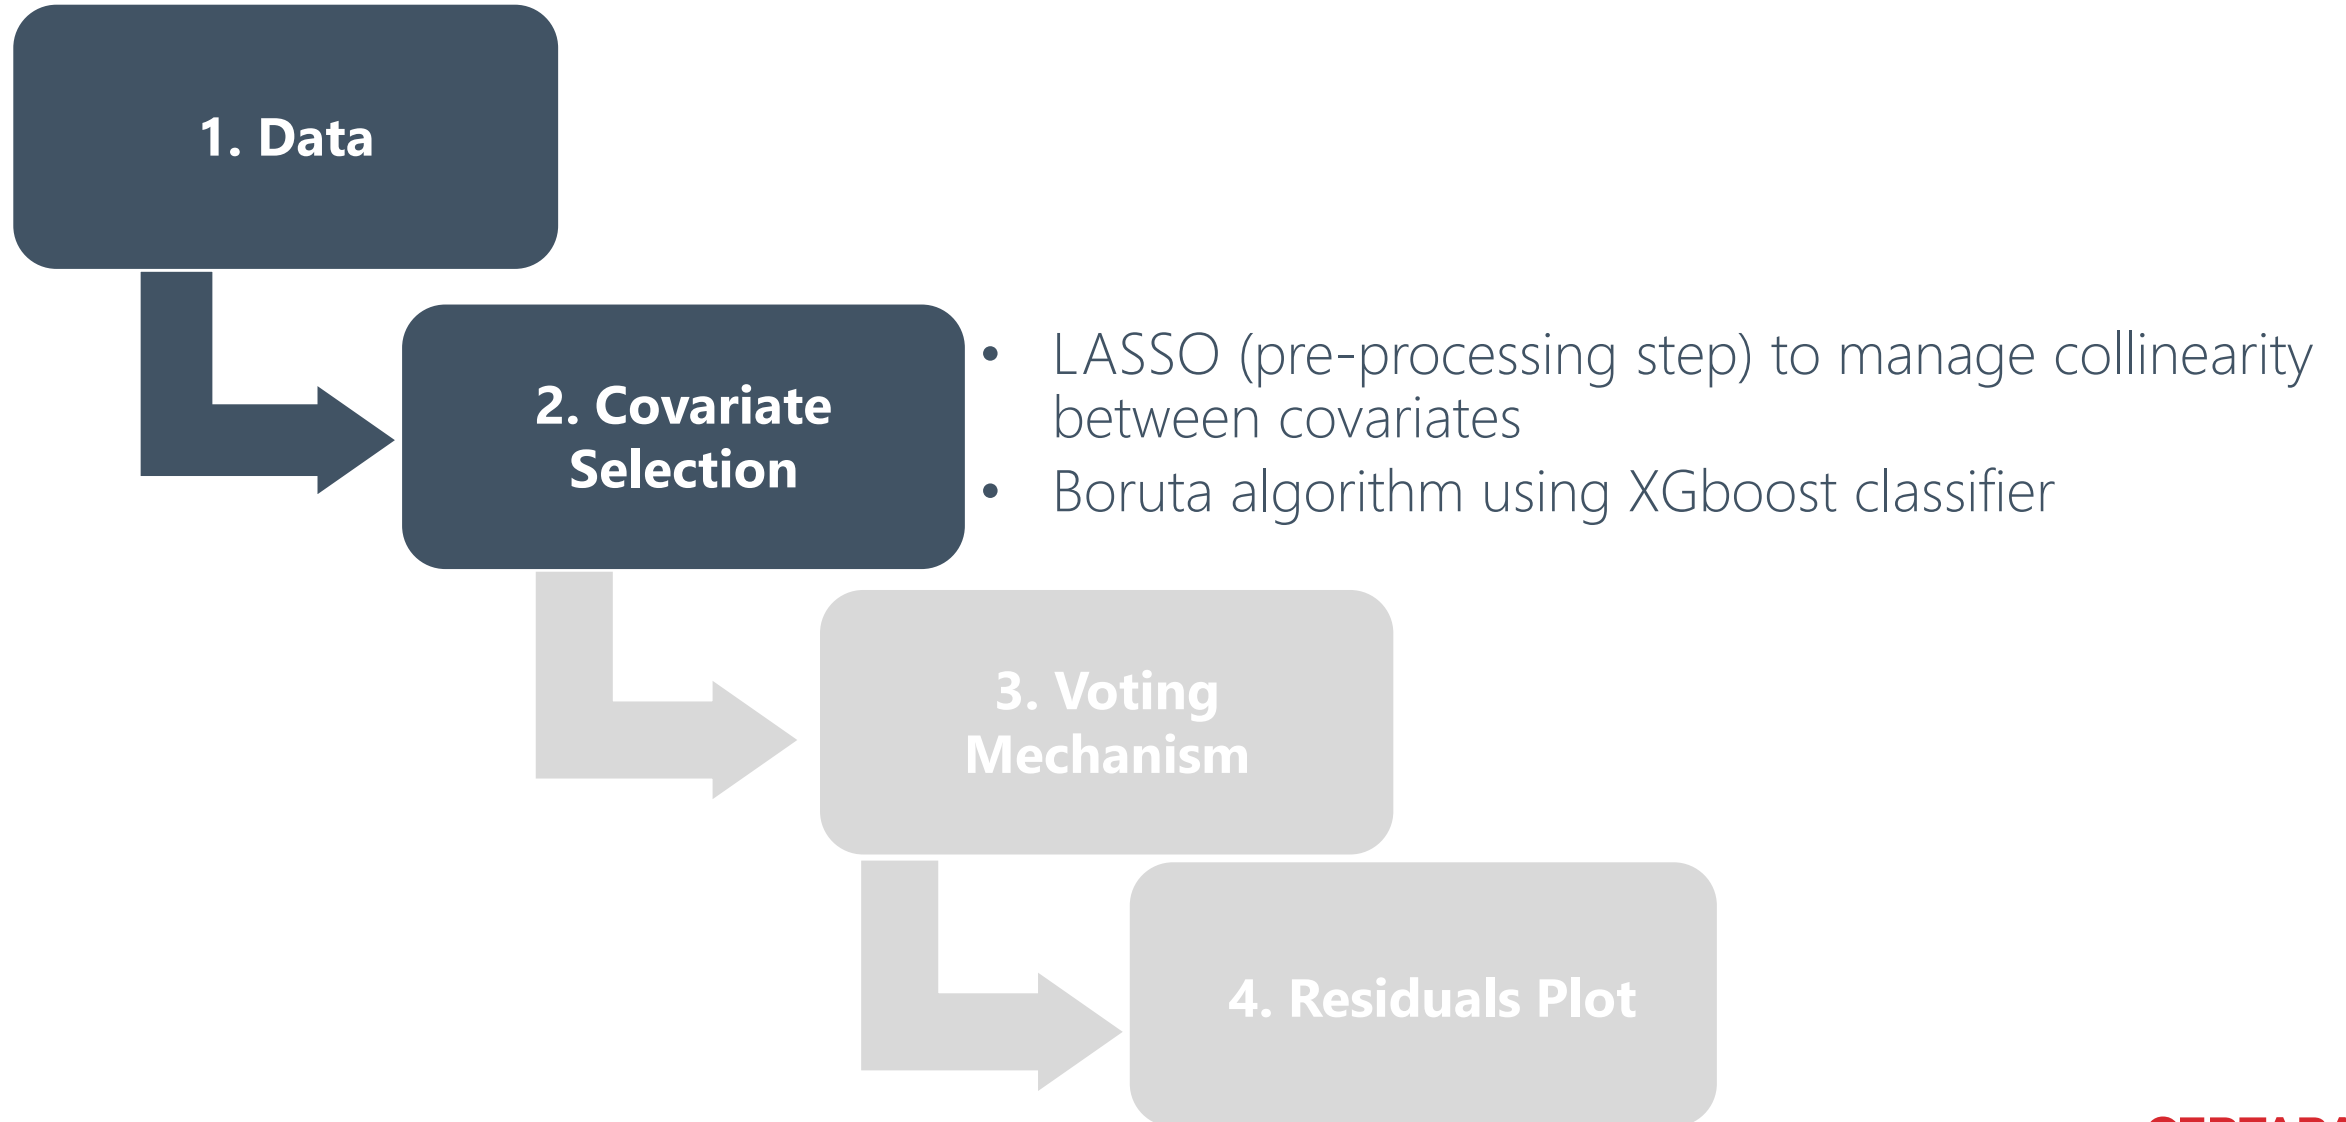 1. Data
2. Covariate
Selection
• LASSO (pre-processing step) to manage collinearity
between covariates
• Boruta algorithm using XGboost classifier
3. Voting
Mechanism
4. Residuals Plot